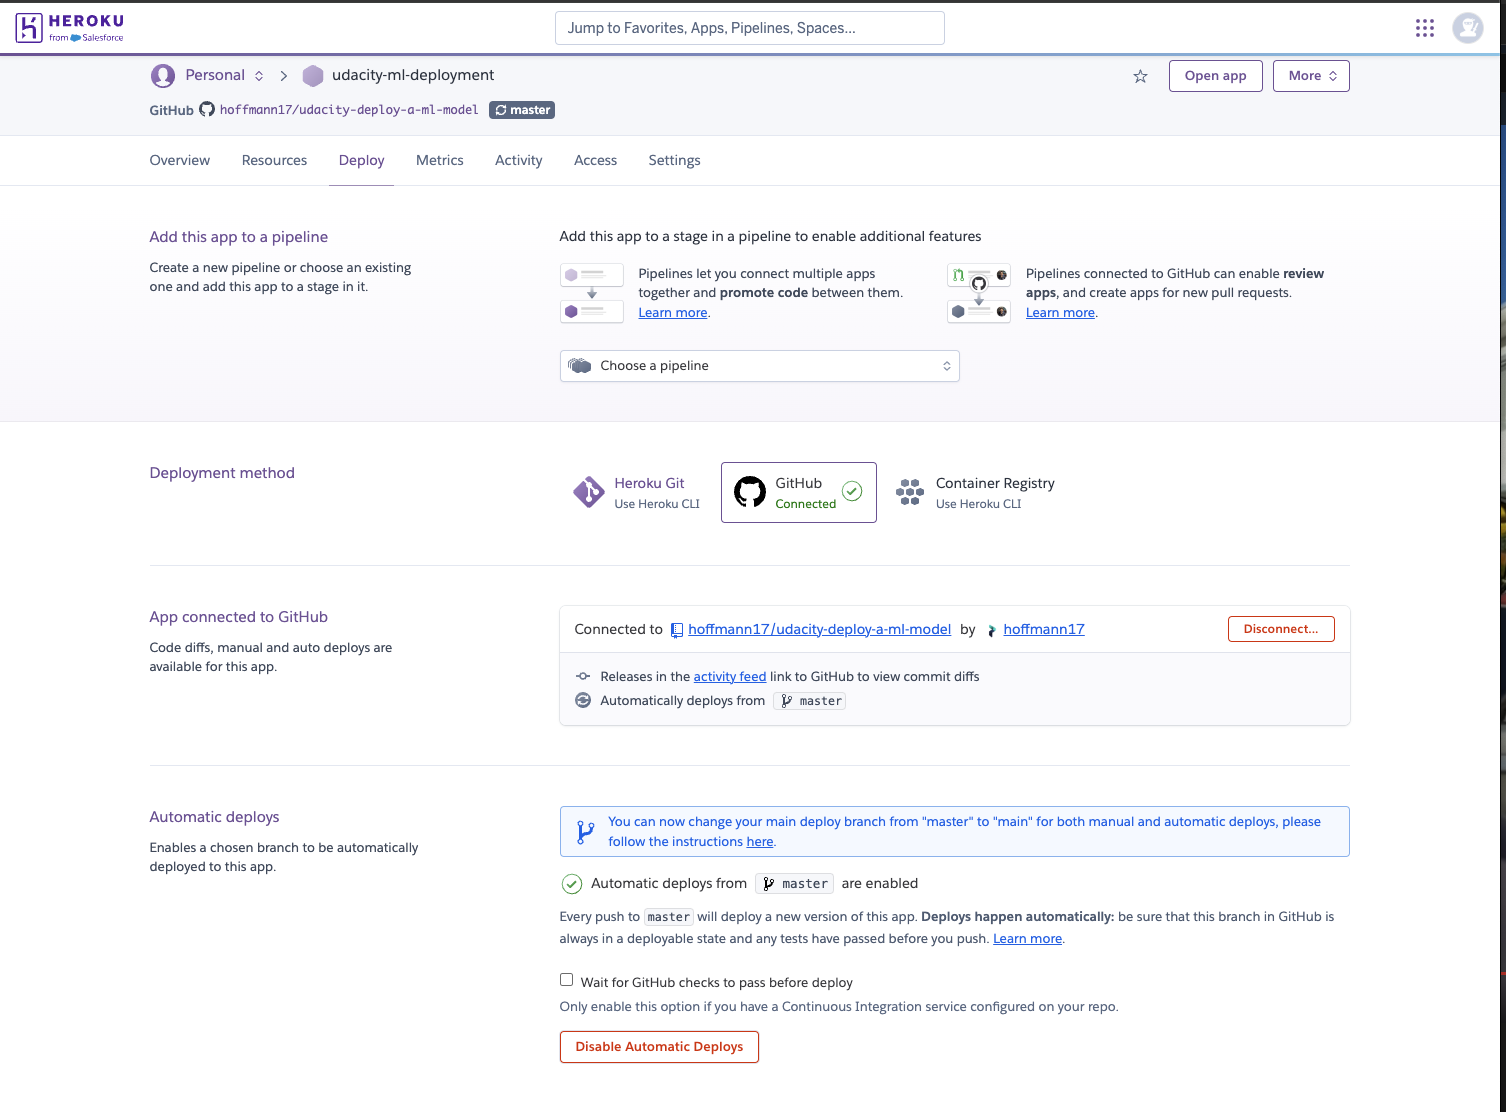 HEROKU
from Salesforce
Jump to Favorites, Apps, Pipelines, Spaces...
Personal
udacity-ml-deployment
Open app
More
GitHub hoffmann17/udacity-deploy-a-ml-model master
Overview
Resources
Deploy
Metrics
Activity
Access
Settings
Add this app to a pipeline
Create a new pipeline or choose an existing
one and add this app to a stage in it.
Add this app to a stage in a pipeline to enable additional features
Pipelines let you connect multiple apps
together and promote code between them.
Learn more.
Pipelines connected to GitHub can enable review
apps, and create apps for new pull requests.
Learn more.
Choose a pipeline
Deployment method
Heroku Git
Use Heroku CLI
GitHub
Connected
Container Registry
Use Heroku CLI
App connected to GitHub
Code diffs, manual and auto deploys are
available for this app.
Connected to hoffmann17/udacity-deploy-a-ml-model by hoffmann17
Disconnect...
Releases in the activity feed link to GitHub to view commit diffs
Automatically deploys from master
Automatic deploys
Enables a chosen branch to be automatically
deployed to this app.
You can now change your main deploy branch from "master" to "main" for both manual and automatic deploys, please
follow the instructions here.
Automatic deploys from master are enabled
Every push to master will deploy a new version of this app. Deploys happen automatically: be sure that this branch in GitHub is
always in a deployable state and any tests have passed before you push. Learn more.
Wait for GitHub checks to pass before deploy
Only enable this option if you have a Continuous Integration service configured on your repo.
Disable Automatic Deploys